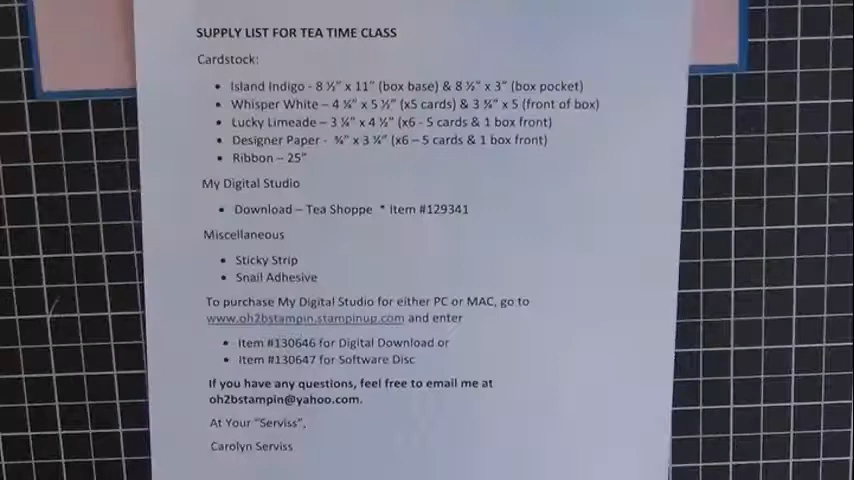 SUPPLY LIST FOR TEA TIME CLASS
Cardstock:
• Island Indigo - 8 ½” x 11” (box base) & 8 ½” x 3” (box pocket)
• Whisper White – 4 ¼” x 5 ½” (x5 cards) & 3 ¾” x 5 (front of box)
• Lucky Limeade – 3 ¼” x 4 ½” (x6 - 5 cards & 1 box front)
• Designer Paper - ¾” x 3 ¼” (x6 – 5 cards & 1 box front)
• Ribbon – 25”
My Digital Studio
• Download – Tea Shoppe * Item #129341
Miscellaneous
• Sticky Strip
• Snail Adhesive
To purchase My Digital Studio for either PC or MAC, go to
www.oh2bstampin.stampinup.com and enter
• Item #130646 for Digital Download or
• Item #130647 for Software Disc
If you have any questions, feel free to email me at
oh2bstampin@yahoo.com.
At Your “Serviss”,
Carolyn Serviss